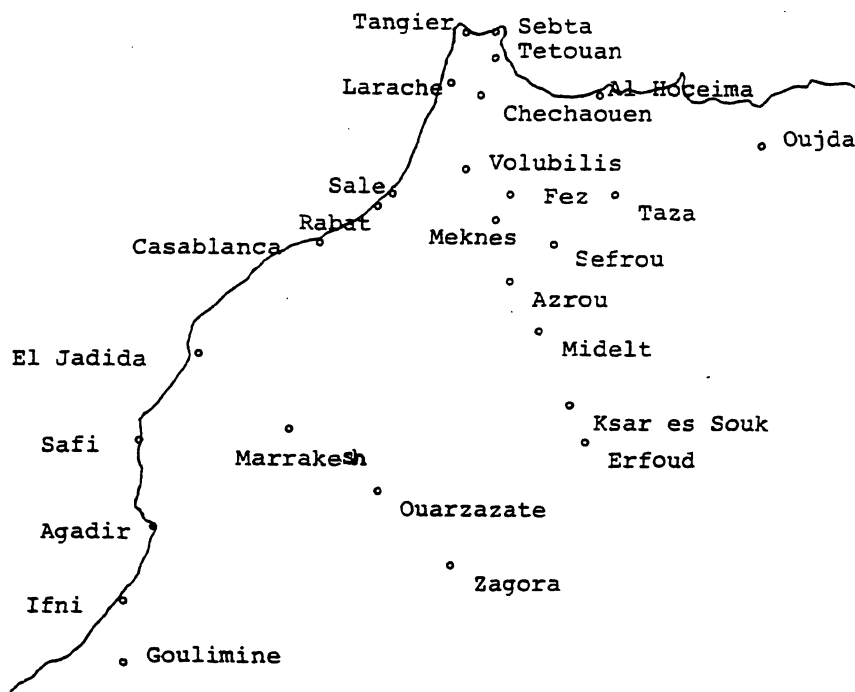 Tangier Sebta
Tetouan
Larache Al Hoceima
Chechaouen
Oujda
Volubilis
Sale Fez Taza
Rabat
Meknes
Casablanca
Sefrou
Azrou
Midelt
El Jadida
Ksar es Souk
Safi
Marrakesh
Erfoud
Ouarzazate
Agadir
Zagora
Ifni
Goulimine